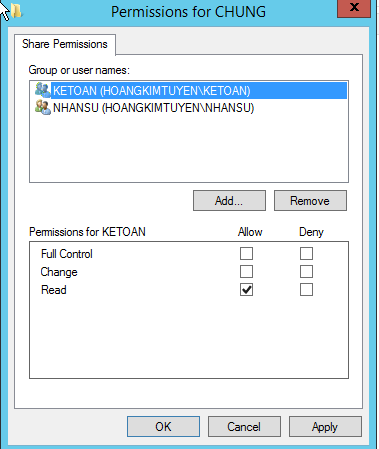 Permissions for CHUNG
Share Permissions
Group or user names:
KETOAN (HOANGKIMTUYEN\KETOAN)
NHANSU (HOANGKIMTUYEN\NHANSU)
Add... Remove
Permissions for KETOAN Allow Deny
Full Control
Change
Read
OK Cancel Apply